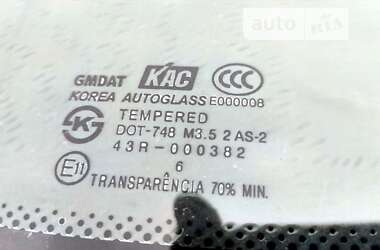 AUTO RIA
GMDAT KAC CCC
KOREA AUTOGLASS E000008
TEMPERED
DOT-748 M3.5 2 AS-2
43R-000382
6
E11
TRANSPARÊNCIA 70% MIN.